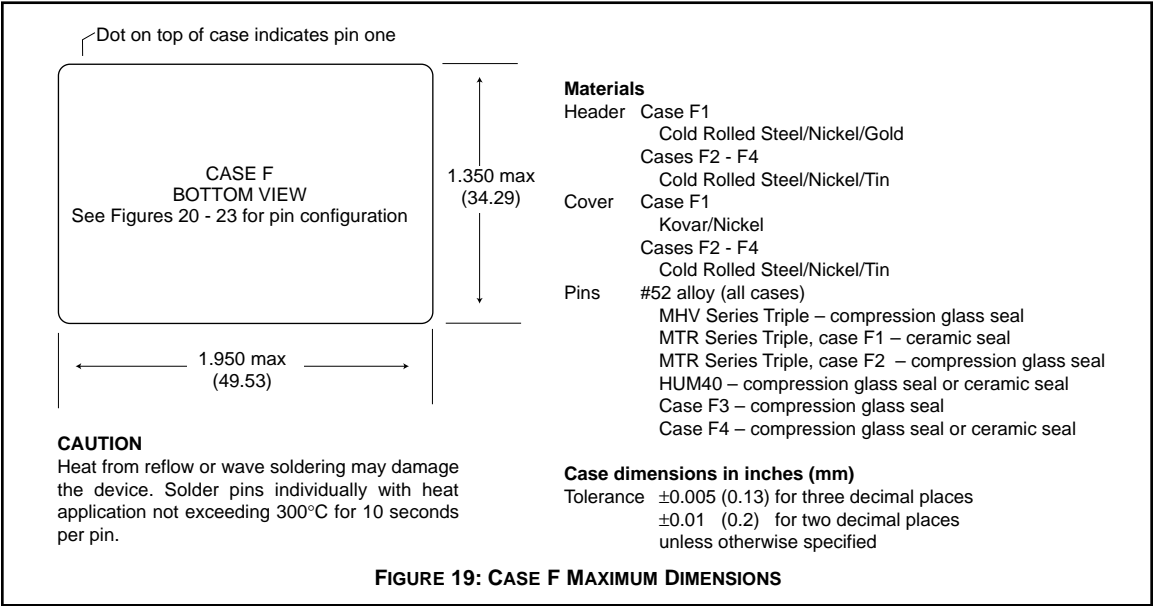 Dot on top of case indicates pin one
CASE F
BOTTOM VIEW
See Figures 20 - 23 for pin configuration
1.350 max
(34.29)
1.950 max
(49.53)
CAUTION
Heat from reflow or wave soldering may damage
the device. Solder pins individually with heat
application not exceeding 300°C for 10 seconds
per pin.
Materials
Header Case F1
Cold Rolled Steel/Nickel/Gold
Cases F2 - F4
Cold Rolled Steel/Nickel/Tin
Cover Case F1
Kovar/Nickel
Cases F2 - F4
Cold Rolled Steel/Nickel/Tin
Pins #52 alloy (all cases)
MHV Series Triple – compression glass seal
MTR Series Triple, case F1 – ceramic seal
MTR Series Triple, case F2 – compression glass seal
HUM40 – compression glass seal or ceramic seal
Case F3 – compression glass seal
Case F4 – compression glass seal or ceramic seal
Case dimensions in inches (mm)
Tolerance ±0.005 (0.13) for three decimal places
±0.01 (0.2) for two decimal places
unless otherwise specified
FIGURE 19: CASE F MAXIMUM DIMENSIONS